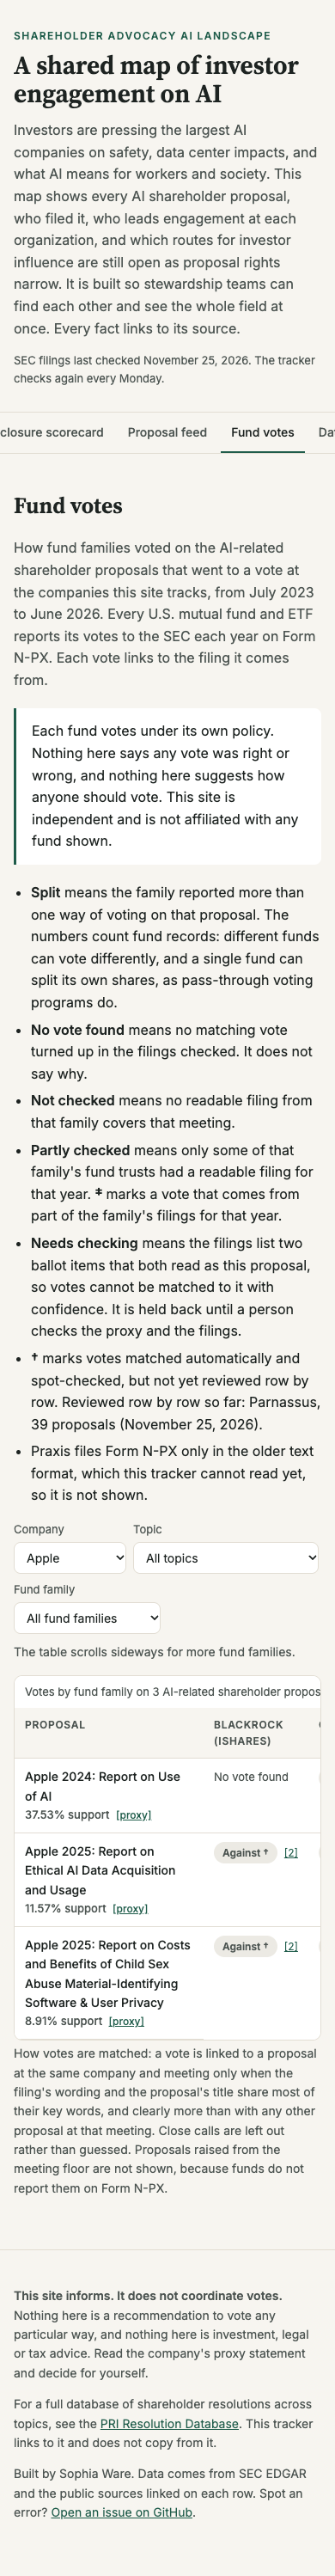 SHAREHOLDER ADVOCACY AI LANDSCAPE
A shared map of investor
engagement on AI
Investors are pressing the largest AI
companies on safety, data center impacts, and
what AI means for workers and society. This
map shows every AI shareholder proposal,
who filed it, who leads engagement at each
organization, and which routes for investor
influence are still open as proposal rights
narrow. It is built so stewardship teams can
find each other and see the whole field at
once. Every fact links to its source.
SEC filings last checked November 25, 2026. The tracker
checks again every Monday.
closure scorecard Proposal feed Fund votes Da
Fund votes
How fund families voted on the AI-related
shareholder proposals that went to a vote at
the companies this site tracks, from July 2023
to June 2026. Every U.S. mutual fund and ETF
reports its votes to the SEC each year on Form
N-PX. Each vote links to the filing it comes
from.
Each fund votes under its own policy.
Nothing here says any vote was right or
wrong, and nothing here suggests how
anyone should vote. This site is
independent and is not affiliated with any
fund shown.
• Split means the family reported more than
one way of voting on that proposal. The
numbers count fund records: different funds
can vote differently, and a single fund can
split its own shares, as pass-through voting
programs do.
• No vote found means no matching vote
turned up in the filings checked. It does not
say why.
• Not checked means no readable filing from
that family covers that meeting.
• Partly checked means only some of that
family's fund trusts had a readable filing for
that year. ‡ marks a vote that comes from
part of the family's filings for that year.
• Needs checking means the filings list two
ballot items that both read as this proposal,
so votes cannot be matched to it with
confidence. It is held back until a person
checks the proxy and the filings.
• † marks votes matched automatically and
spot-checked, but not yet reviewed row by
row. Reviewed row by row so far: Parnassus,
39 proposals (November 25, 2026).
• Praxis files Form N-PX only in the older text
format, which this tracker cannot read yet,
so it is not shown.
Company Topic
Apple All topics
Fund family
All fund families
The table scrolls sideways for more fund families.
Votes by fund family on 3 AI-related shareholder propos
PROPOSAL BLACKROCK
(ISHARES)
Apple 2024: Report on Use
of AI
37.53% support [proxy]
No vote found
Apple 2025: Report on
Ethical AI Data Acquisition
and Usage
11.57% support [proxy]
Against † [2]
Apple 2025: Report on Costs
and Benefits of Child Sex
Abuse Material-Identifying
Software & User Privacy
8.91% support [proxy]
Against † [2]
How votes are matched: a vote is linked to a proposal
at the same company and meeting only when the
filing's wording and the proposal's title share most of
their key words, and clearly more than with any other
proposal at that meeting. Close calls are left out
rather than guessed. Proposals raised from the
meeting floor are not shown, because funds do not
report them on Form N-PX.
This site informs. It does not coordinate votes.
Nothing here is a recommendation to vote any
particular way, and nothing here is investment, legal
or tax advice. Read the company's proxy statement
and decide for yourself.
For a full database of shareholder resolutions across
topics, see the PRI Resolution Database. This tracker
links to it and does not copy from it.
Built by Sophia Ware. Data comes from SEC EDGAR
and the public sources linked on each row. Spot an
error? Open an issue on GitHub.